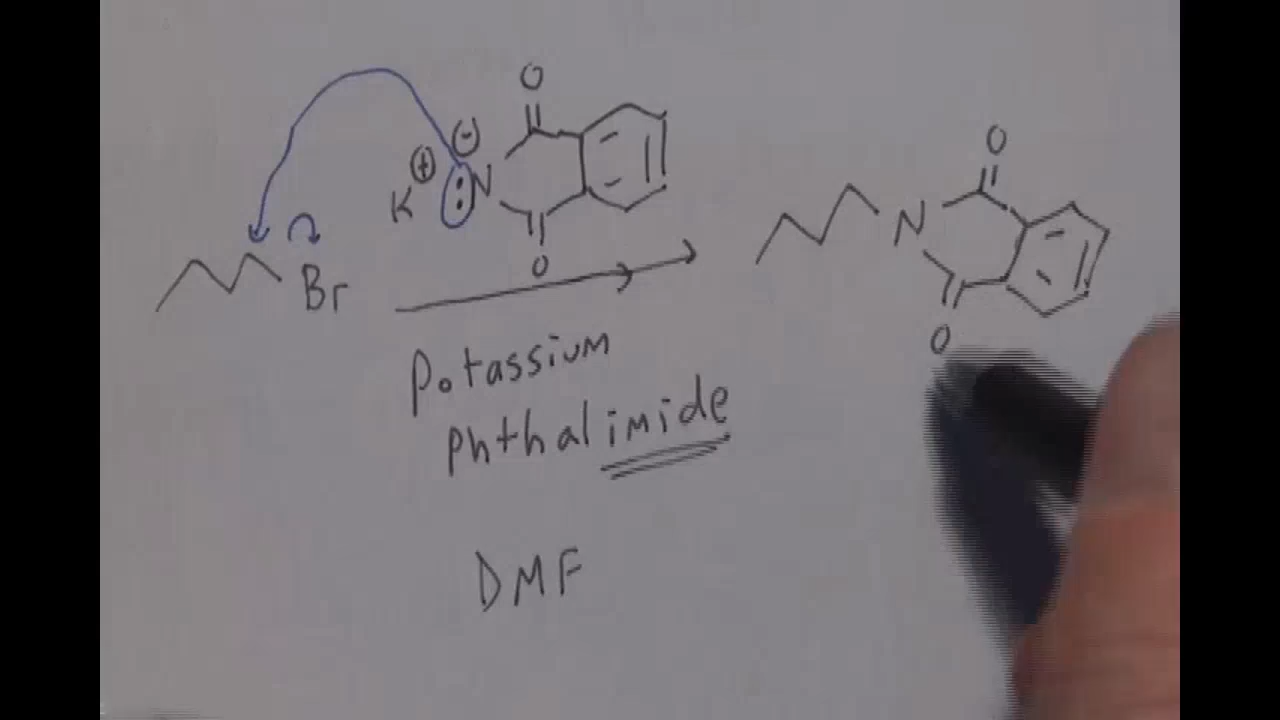 O
O
K ⊕ ⊖ : N
N
Br
O
O
Potassium
Phthalimide
DMF